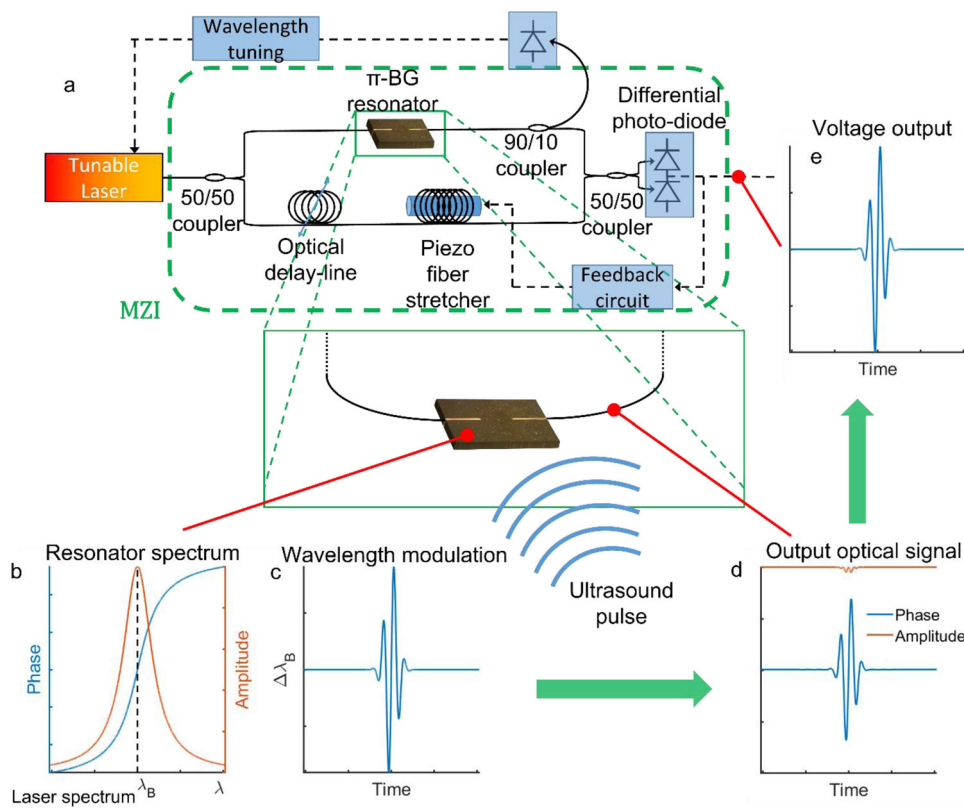 a
Wavelength
tuning
π-BG
resonator
Differential
photo-diode
Tunable
Laser
50/50
coupler
90/10
coupler
50/50
coupler
Optical
delay-line
Piezo
fiber
stretcher
Feedback
circuit
MZI
Voltage output
e
Time
Ultrasound
pulse
Resonator spectrum
b
Phase
Amplitude
Laser spectrum
λB
λ
Wavelength modulation
c
ΔλB
Time
Output optical signal
d
Phase
Amplitude
Time